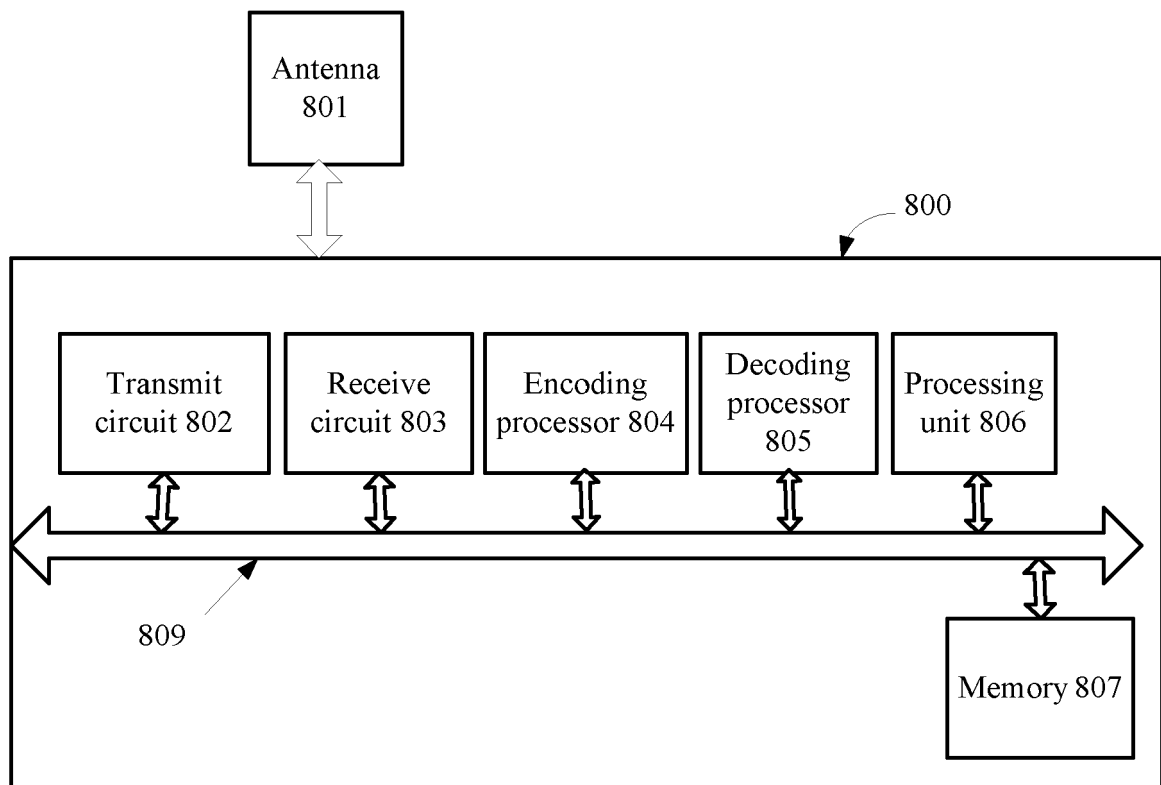 Antenna
801
800
Transmit
circuit 802
Receive
circuit 803
Encoding
processor 804
Decoding
processor
805
Processing
unit 806
809
Memory 807